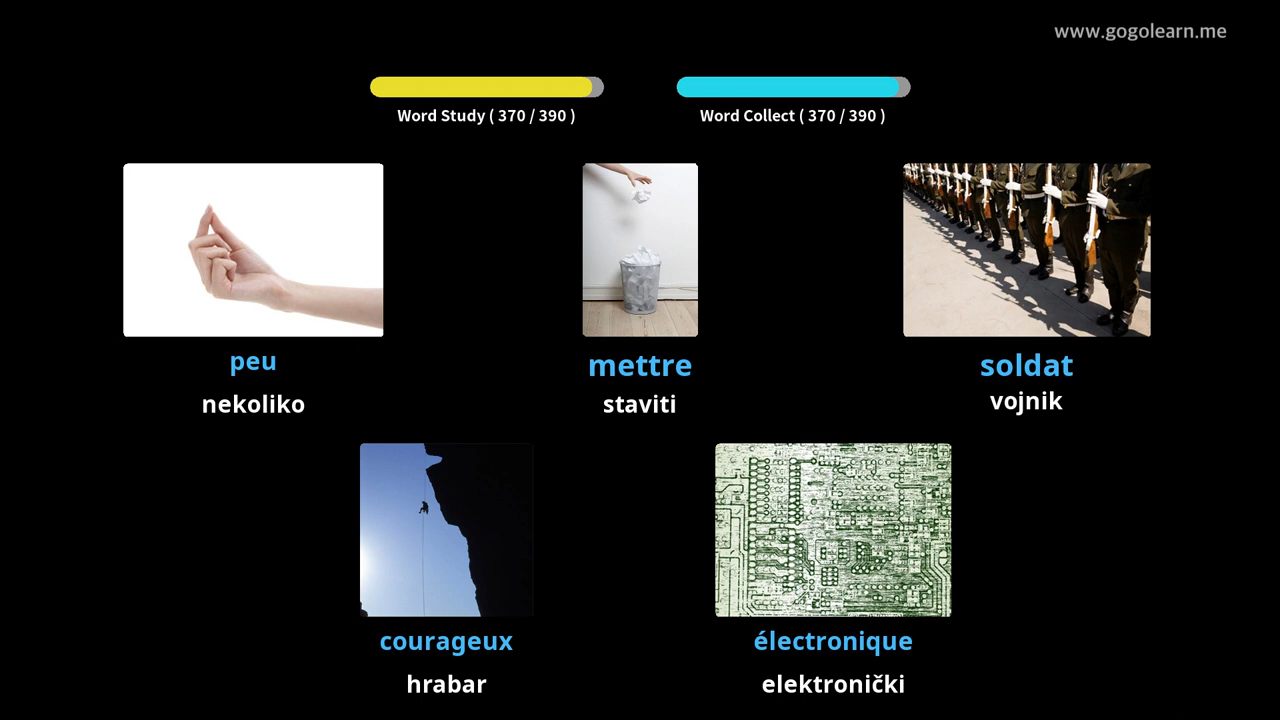 www.gogolearn.me
Word Study ( 370 / 390 )
Word Collect ( 370 / 390 )
peu
nekoliko
mettre
staviti
soldat
vojnik
courageux
hrabar
électronique
elektronički